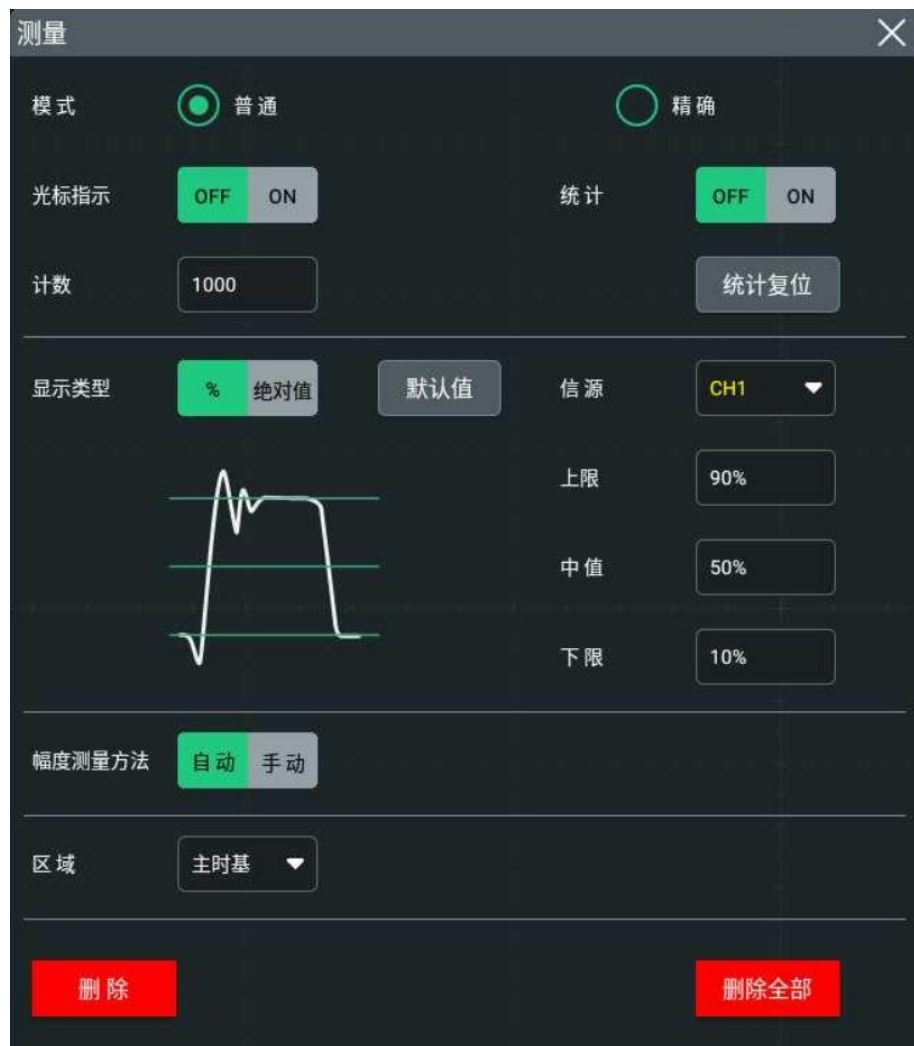 测量
模式 普通 精确
光标指示 OFF ON 统计 OFF ON
计数 1000 统计复位
显示类型 % 绝对值 默认值 信源 CH1
上限 90%
中值 50%
下限 10%
幅度测量方法 自动 手动
区域 主时基
删除 删除全部